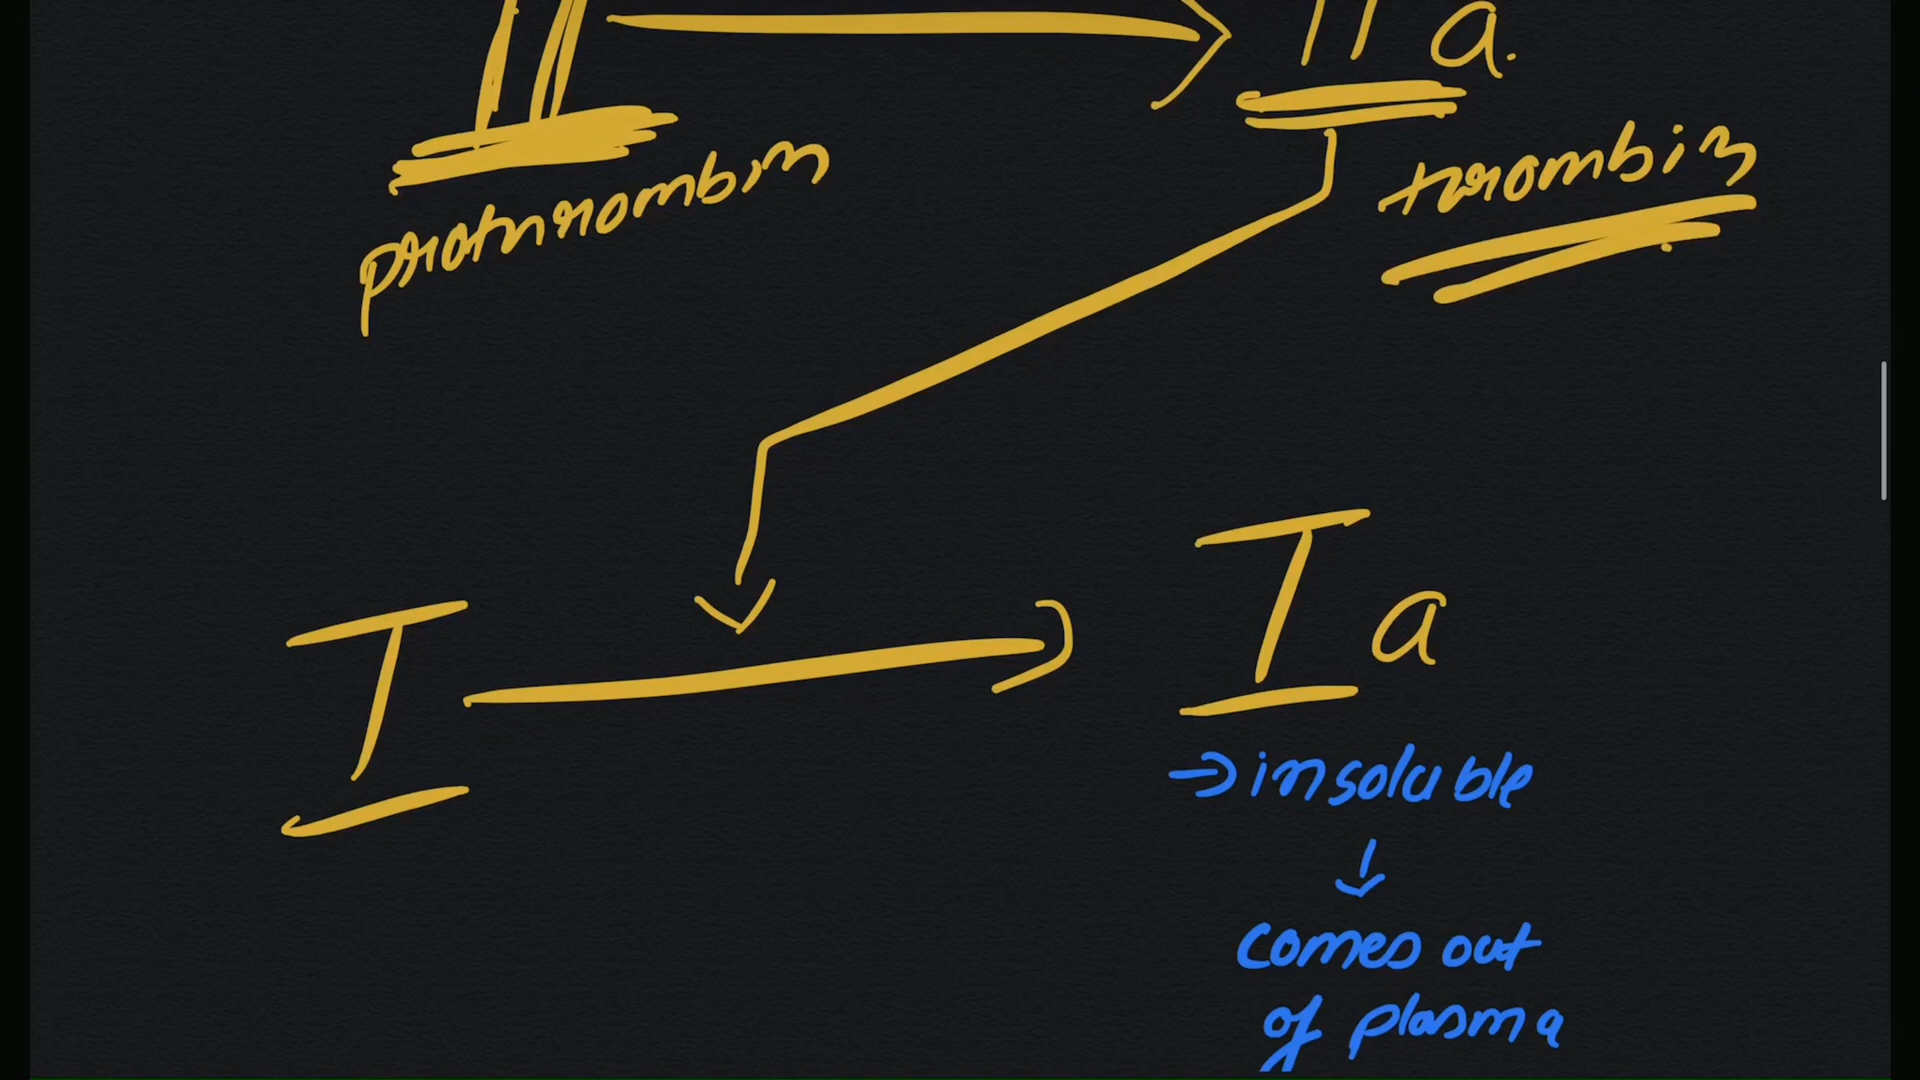 II IIa.
prothrombin thrombin
I Ia
→ insoluble
↓
comes out
of plasma